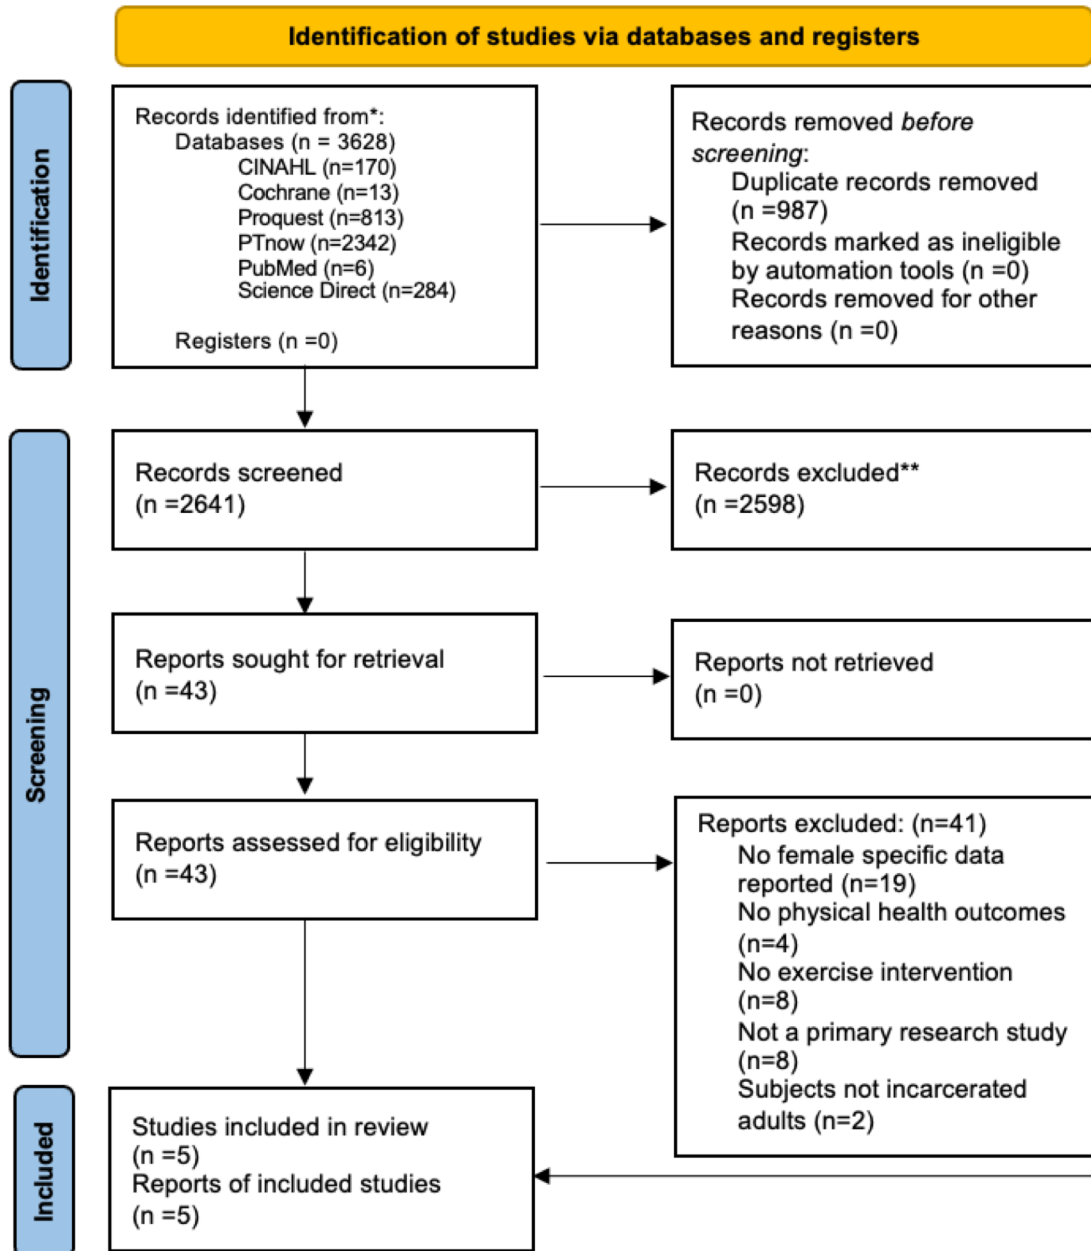 Identification of studies via databases and registers
Identification
Records identified from*:
Databases (n = 3628)
CINAHL (n=170)
Cochrane (n=13)
Proquest (n=813)
PTnow (n=2342)
PubMed (n=6)
Science Direct (n=284)
Registers (n =0)
Records removed before
screening:
Duplicate records removed
(n =987)
Records marked as ineligible
by automation tools (n =0)
Records removed for other
reasons (n =0)
Screening
Records screened
(n =2641)
Records excluded**
(n =2598)
Reports sought for retrieval
(n =43)
Reports not retrieved
(n =0)
Reports assessed for eligibility
(n =43)
Reports excluded: (n=41)
No female specific data
reported (n=19)
No physical health outcomes
(n=4)
No exercise intervention
(n=8)
Not a primary research study
(n=8)
Subjects not incarcerated
adults (n=2)
Included
Studies included in review
(n =5)
Reports of included studies
(n =5)